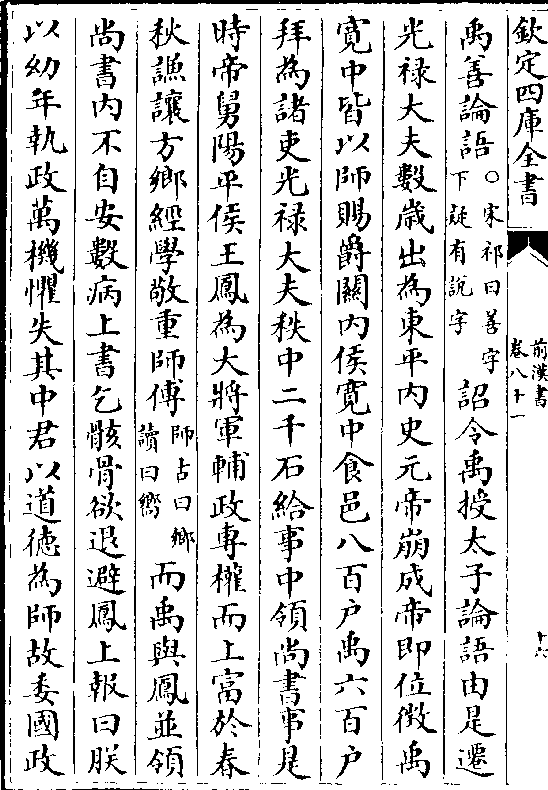 欽定四庫全書
前漢書
卷八十一
十六
禹善論語○宋祁曰善字下疑有說字詔令禹授太子論語由是遷
光禄大夫數歲出為東平内史元帝崩成帝即位徵禹
寛中皆以師賜爵闗内侯寛中食邑八百户禹六百户
拜為諸吏光禄大夫秩中二千石給事中領尚書事是
時帝舅陽平侯王鳳為大將軍輔政專權而上富於春
秋謙讓方鄉經學敬重師傅師古曰鄉讀曰嚮而禹與鳳並領
尚書内不自安數病上書乞骸骨欲退避鳳上報曰朕
以幼年執政萬機懼失其中君以道徳為師故委國政